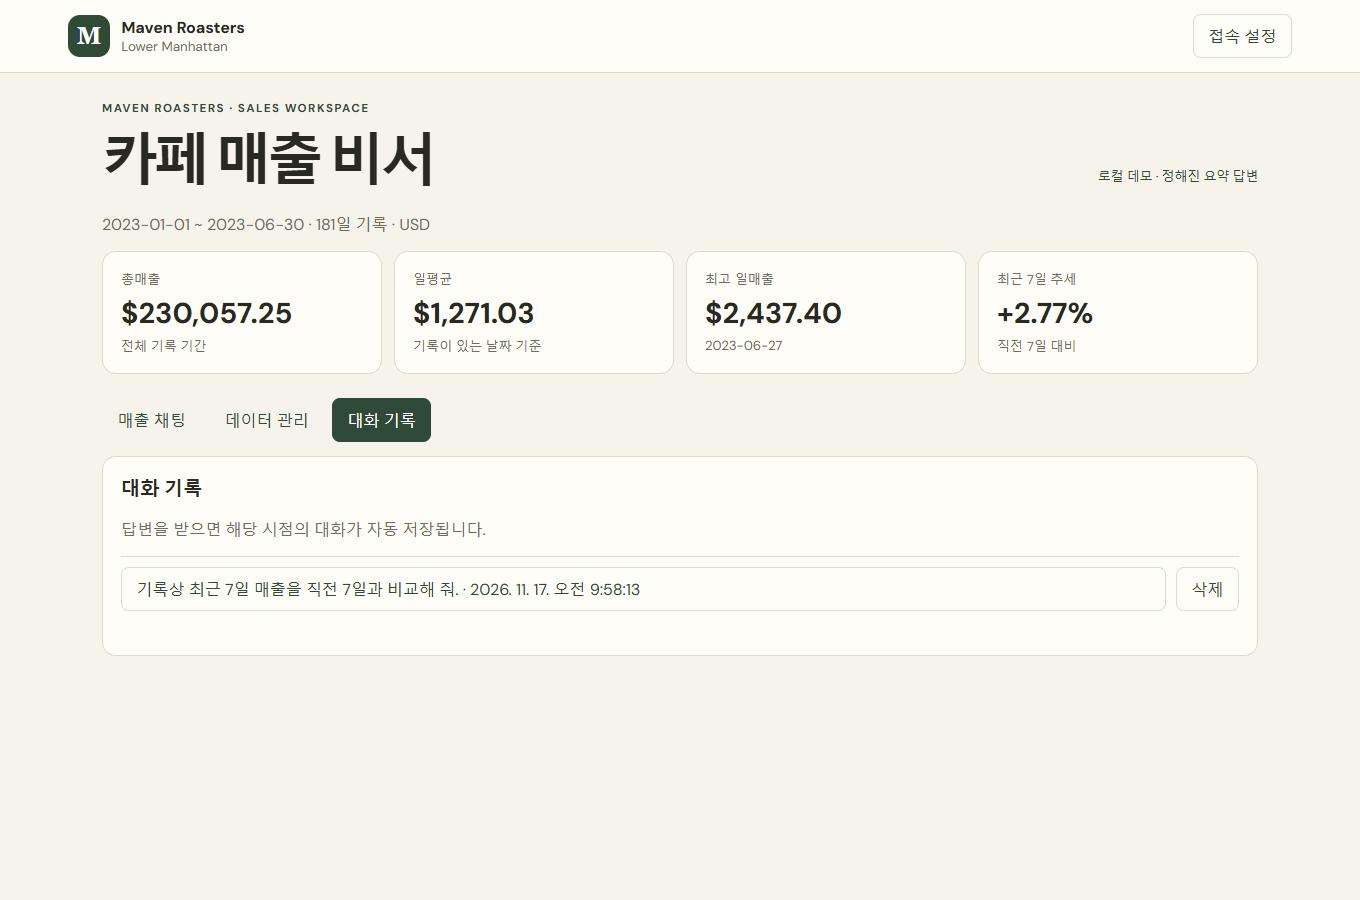 M
Maven Roasters
Lower Manhattan
접속 설정
MAVEN ROASTERS · SALES WORKSPACE
카페 매출 비서
로컬 데모 · 정해진 요약 답변
2023-01-01 ~ 2023-06-30 · 181일 기록 · USD
총매출
$230,057.25
전체 기록 기간
일평균
$1,271.03
기록이 있는 날짜 기준
최고 일매출
$2,437.40
2023-06-27
최근 7일 추세
+2.77%
직전 7일 대비
매출 채팅
데이터 관리
대화 기록
대화 기록
답변을 받으면 해당 시점의 대화가 자동 저장됩니다.
기록상 최근 7일 매출을 직전 7일과 비교해 줘. · 2026. 11. 17. 오전 9:58:13
삭제